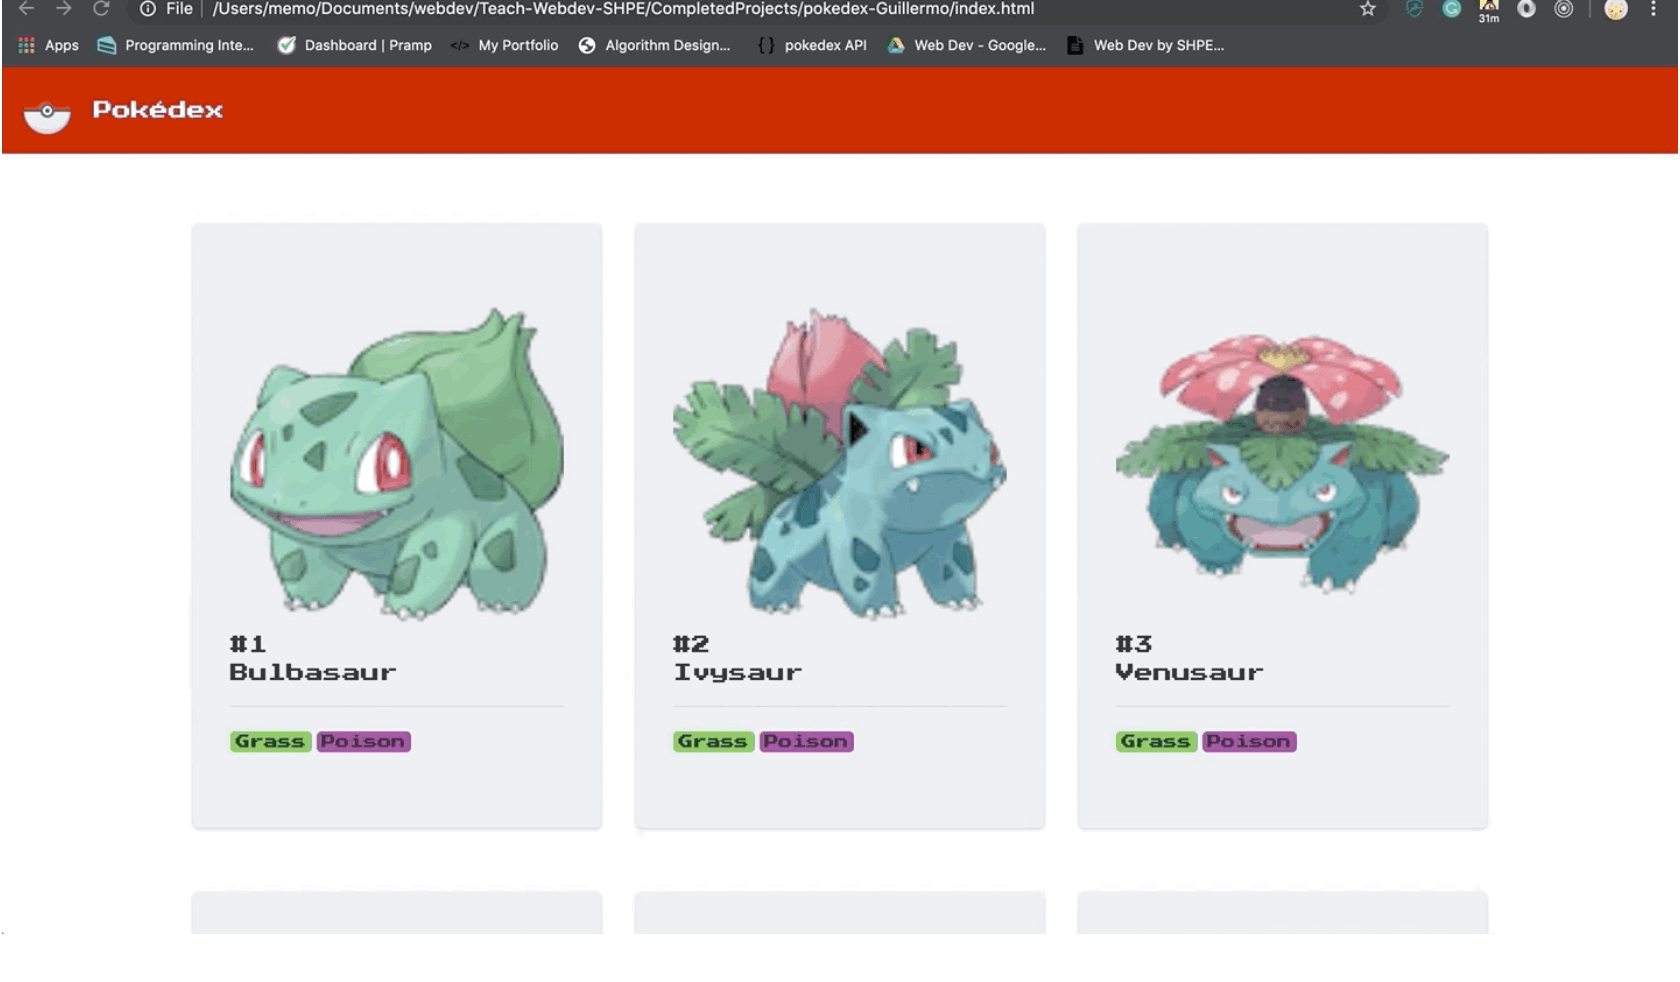 File /Users/memo/Documents/webdev/Teach-Webdev-SHPE/CompletedProjects/pokedex-Guillermo/index.html
31m
Apps Programming Inte... Dashboard | Pramp </> My Portfolio Algorithm Design... {} pokedex API Web Dev - Google... Web Dev by SHPE...
Pokédex
#1
Bulbasaur
Grass Poison
#2
Ivysaur
Grass Poison
#3
Venusaur
Grass Poison